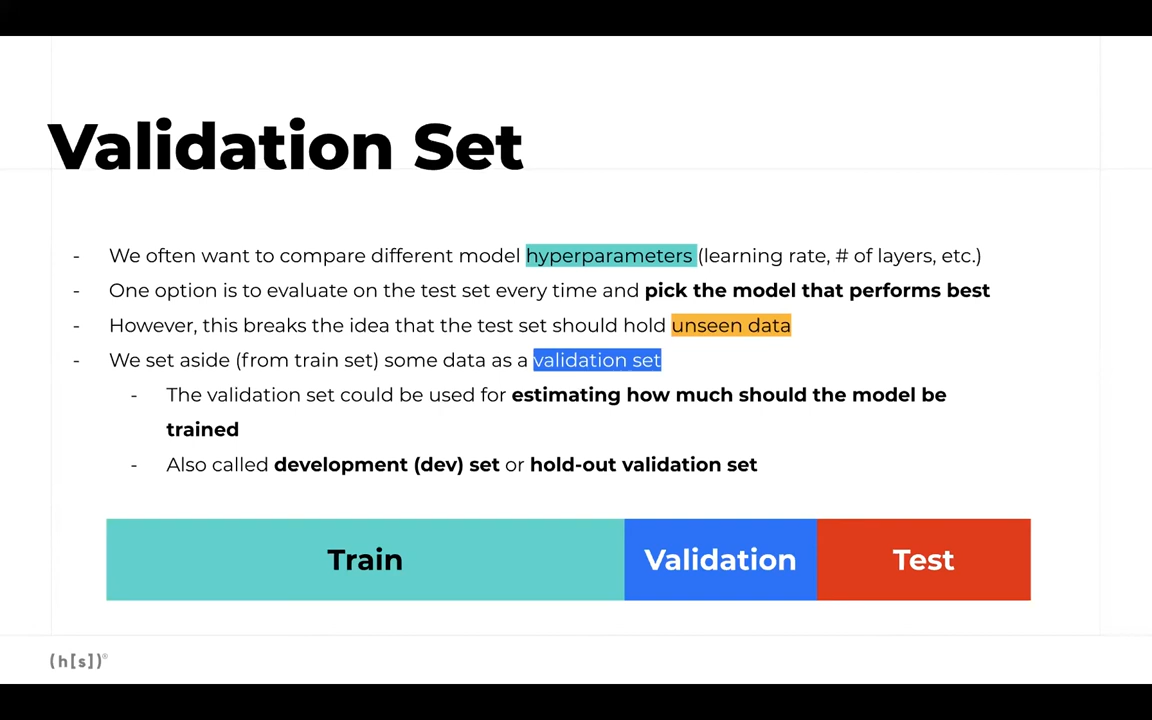 Validation Set
- We often want to compare different model hyperparameters (learning rate, # of layers, etc.)
- One option is to evaluate on the test set every time and pick the model that performs best
- However, this breaks the idea that the test set should hold unseen data
- We set aside (from train set) some data as a validation set
- The validation set could be used for estimating how much should the model be
trained
- Also called development (dev) set or hold-out validation set
Train Validation Test
(h[s])®